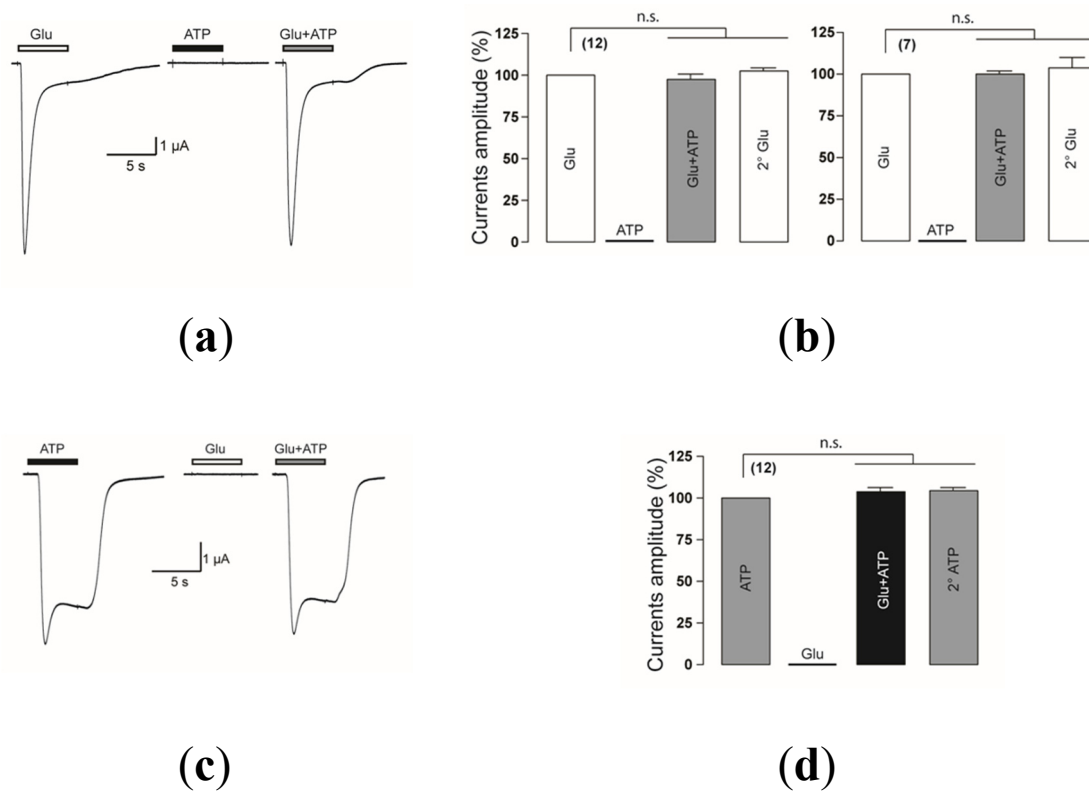 Glu
ATP
Glu+ATP
1 µA
5 s
(a)
Currents amplitude (%)
125
100
75
50
25
0
n.s.
(12)
Glu
ATP
Glu+ATP
2° Glu
125
100
75
50
25
0
n.s.
(7)
Glu
ATP
Glu+ATP
2° Glu
(b)
ATP
Glu
Glu+ATP
1 µA
5 s
(c)
Currents amplitude (%)
125
100
75
50
25
0
n.s.
(12)
ATP
Glu
Glu+ATP
2° ATP
(d)